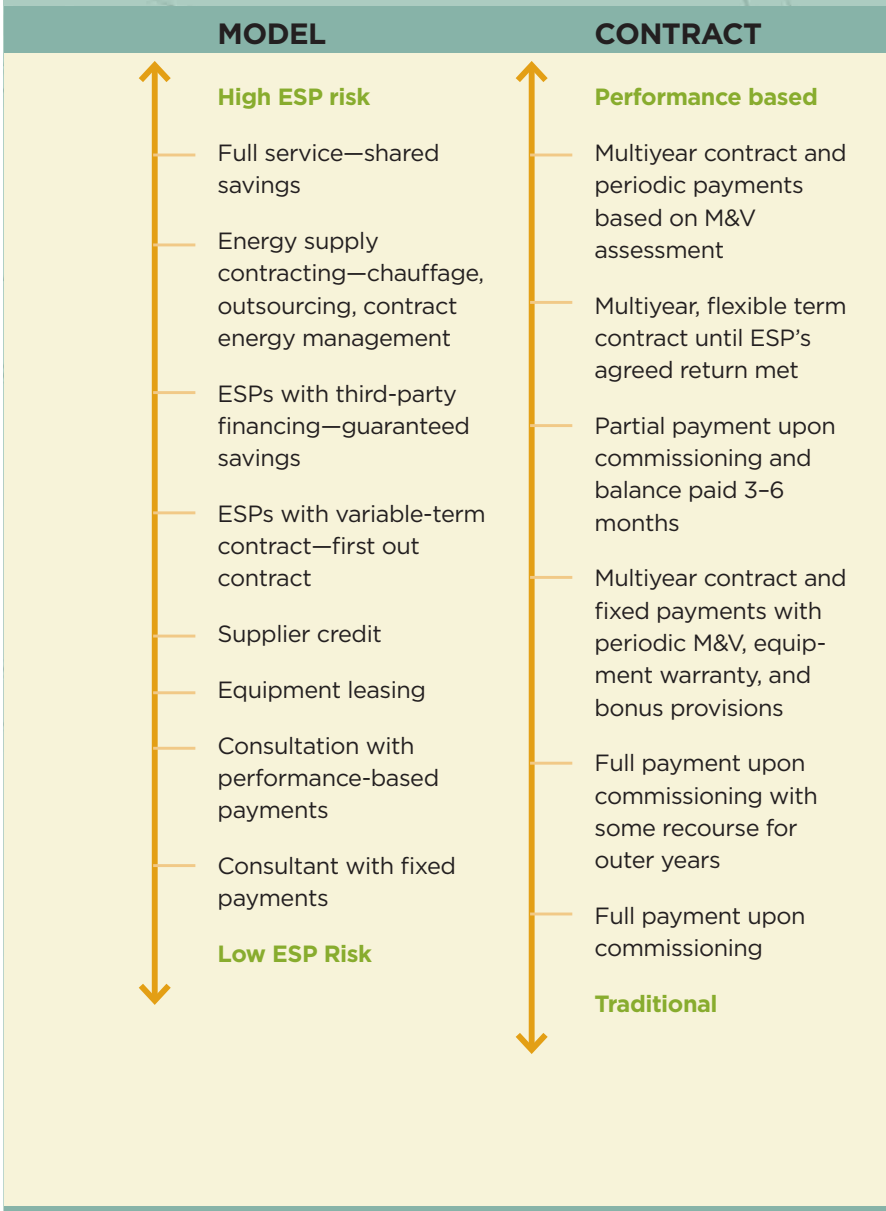 MODEL
High ESP risk
Full service—shared
savings
Energy supply
contracting—chauffage,
outsourcing, contract
energy management
ESPs with third-party
financing—guaranteed
savings
ESPs with variable-term
contract—first out
contract
Supplier credit
Equipment leasing
Consultation with
performance-based
payments
Consultant with fixed
payments
Low ESP Risk
CONTRACT
Performance based
Multiyear contract and
periodic payments
based on M&V
assessment
Multiyear, flexible term
contract until ESP's
agreed return met
Partial payment upon
commissioning and
balance paid 3–6
months
Multiyear contract and
fixed payments with
periodic M&V, equip-
ment warranty, and
bonus provisions
Full payment upon
commissioning with
some recourse for
outer years
Full payment upon
commissioning
Traditional